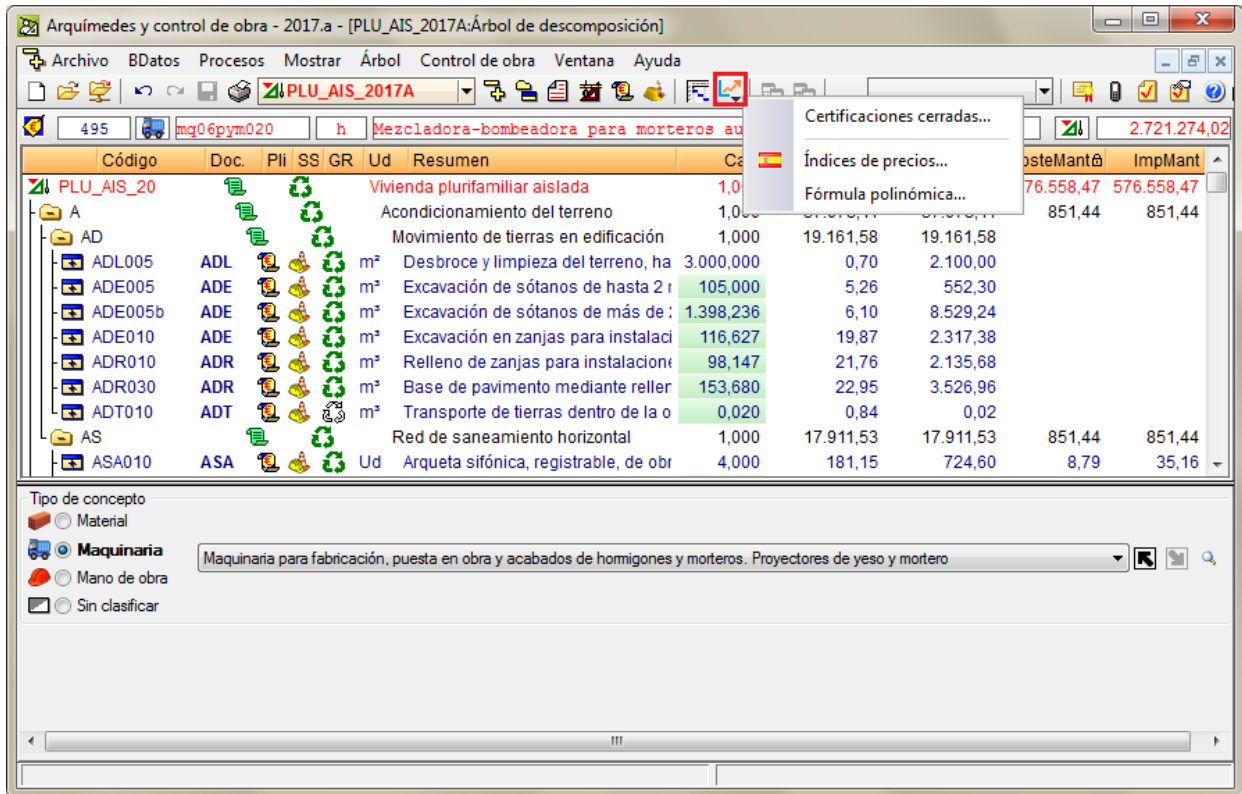 Arquímedes y control de obra - 2017.a - [PLU_AIS_2017A:Árbol de descomposición]
Archivo BDatos Procesos Mostrar Árbol Control de obra Ventana Ayuda
PLU_AIS_2017A
495 mq06pym020 h Mezcladora-bombeadora para morteros 2.721.274,02
Certificaciones cerradas...
Índices de precios...
Fórmula polinómica...
Código Doc. Pli SS GR Ud Resumen ImpMant
PLU_AIS_20 Vivienda plurifamiliar aislada 576.558,47
A Acondicionamiento del terreno 851,44 851,44
AD Movimiento de tierras en edificación 1,000 19.161,58 19.161,58
ADL005 ADL m² Desbroce y limpieza del terreno, ha 3.000,000 0,70 2.100,00
ADE005 ADE m³ Excavación de sótanos de hasta 2 105,000 5,26 552,30
ADE005b ADE m³ Excavación de sótanos de más de 1.398,236 6,10 8.529,24
ADE010 ADE m³ Excavación en zanjas para instalaci 116,627 19,87 2.317,38
ADR010 ADR m³ Relleno de zanjas para instalacione 98,147 21,76 2.135,68
ADR030 ADR m³ Base de pavimento mediante reller 153,680 22,95 3.526,96
ADT010 ADT m³ Transporte de tierras dentro de la o 0,020 0,84 0,02
AS Red de saneamiento horizontal 1,000 17.911,53 17.911,53 851,44 851,44
ASA010 ASA Ud Arqueta sifónica, registrable, de obr 4,000 181,15 724,60 8,79 35,16
Tipo de concepto
Material
Maquinaria
Maquinaria para fabricación, puesta en obra y acabados de hormigones y morteros. Proyectores de yeso y mortero
Mano de obra
Sin clasificar